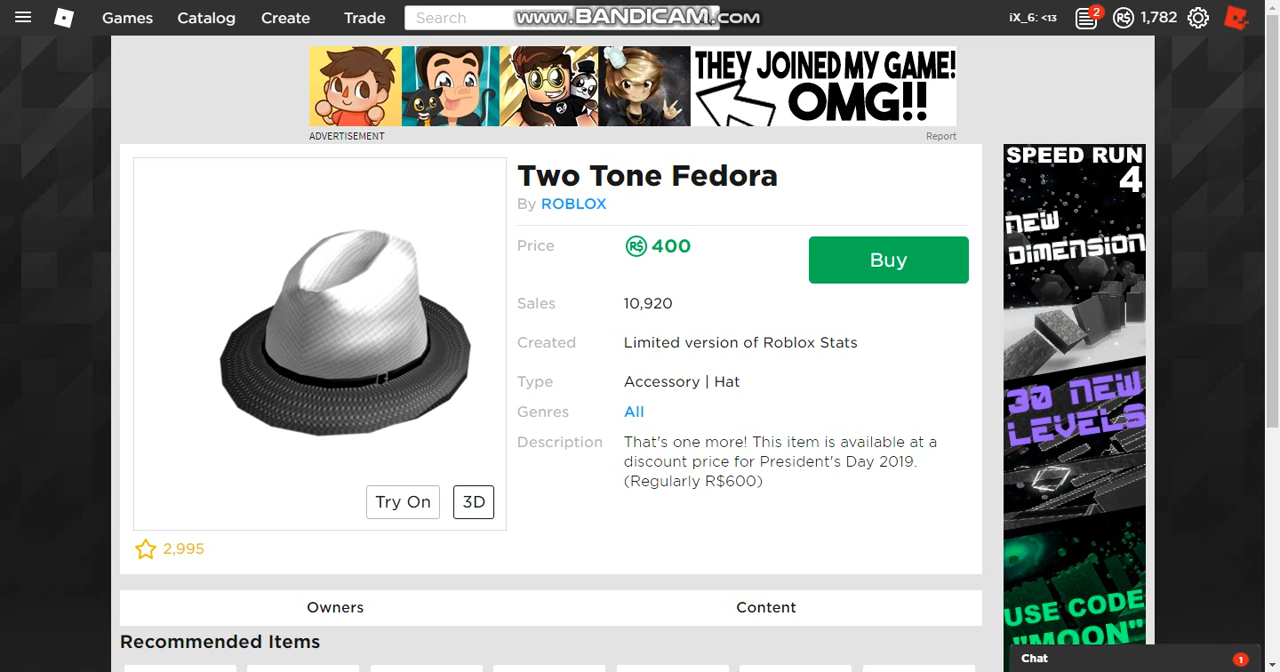 Games Catalog Create Trade Search www.BANDICAM.COM iX_6: <13 2 R$ 1,782
THEY JOINED MY GAME!
OMG!!
ADVERTISEMENT Report
Two Tone Fedora
By ROBLOX
Price R$ 400 Buy
Sales 10,920
Created Limited version of Roblox Stats
Type Accessory | Hat
Genres All
Description That's one more! This item is available at a
discount price for President's Day 2019.
(Regularly R$600)
Try On 3D
2,995
Owners Content
Recommended Items
SPEED RUN
4
NEW
DIMENSION
30 NEW
LEVELS
USE CODE
"MOON"
Chat 1